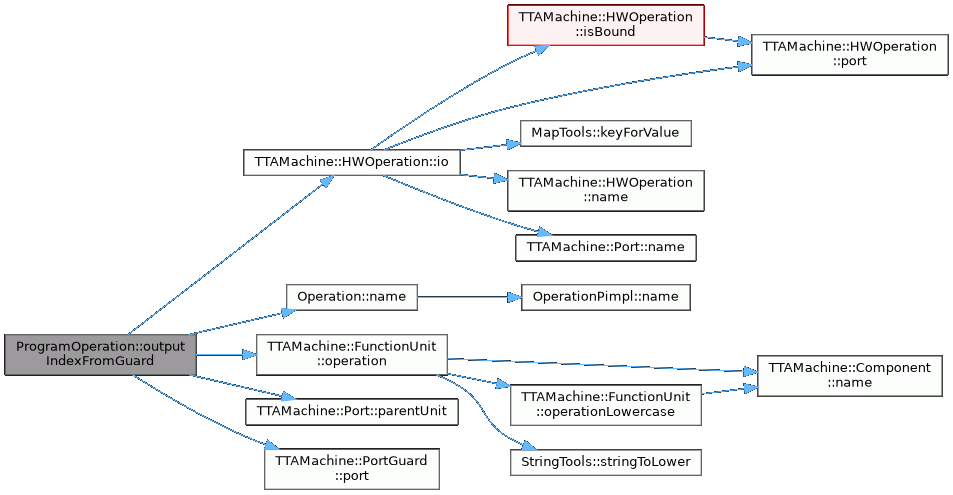 TTAMachine::HWOperation
::isBound
TTAMachine::HWOperation
::port
MapTools::keyForValue
TTAMachine::HWOperation::io
TTAMachine::HWOperation
::name
TTAMachine::Port::name
Operation::name
OperationPimpl::name
ProgramOperation::output
IndexFromGuard
TTAMachine::FunctionUnit
::operation
TTAMachine::Component
::name
TTAMachine::FunctionUnit
::operationLowercase
TTAMachine::Port::parentUnit
StringTools::stringToLower
TTAMachine::PortGuard
::port